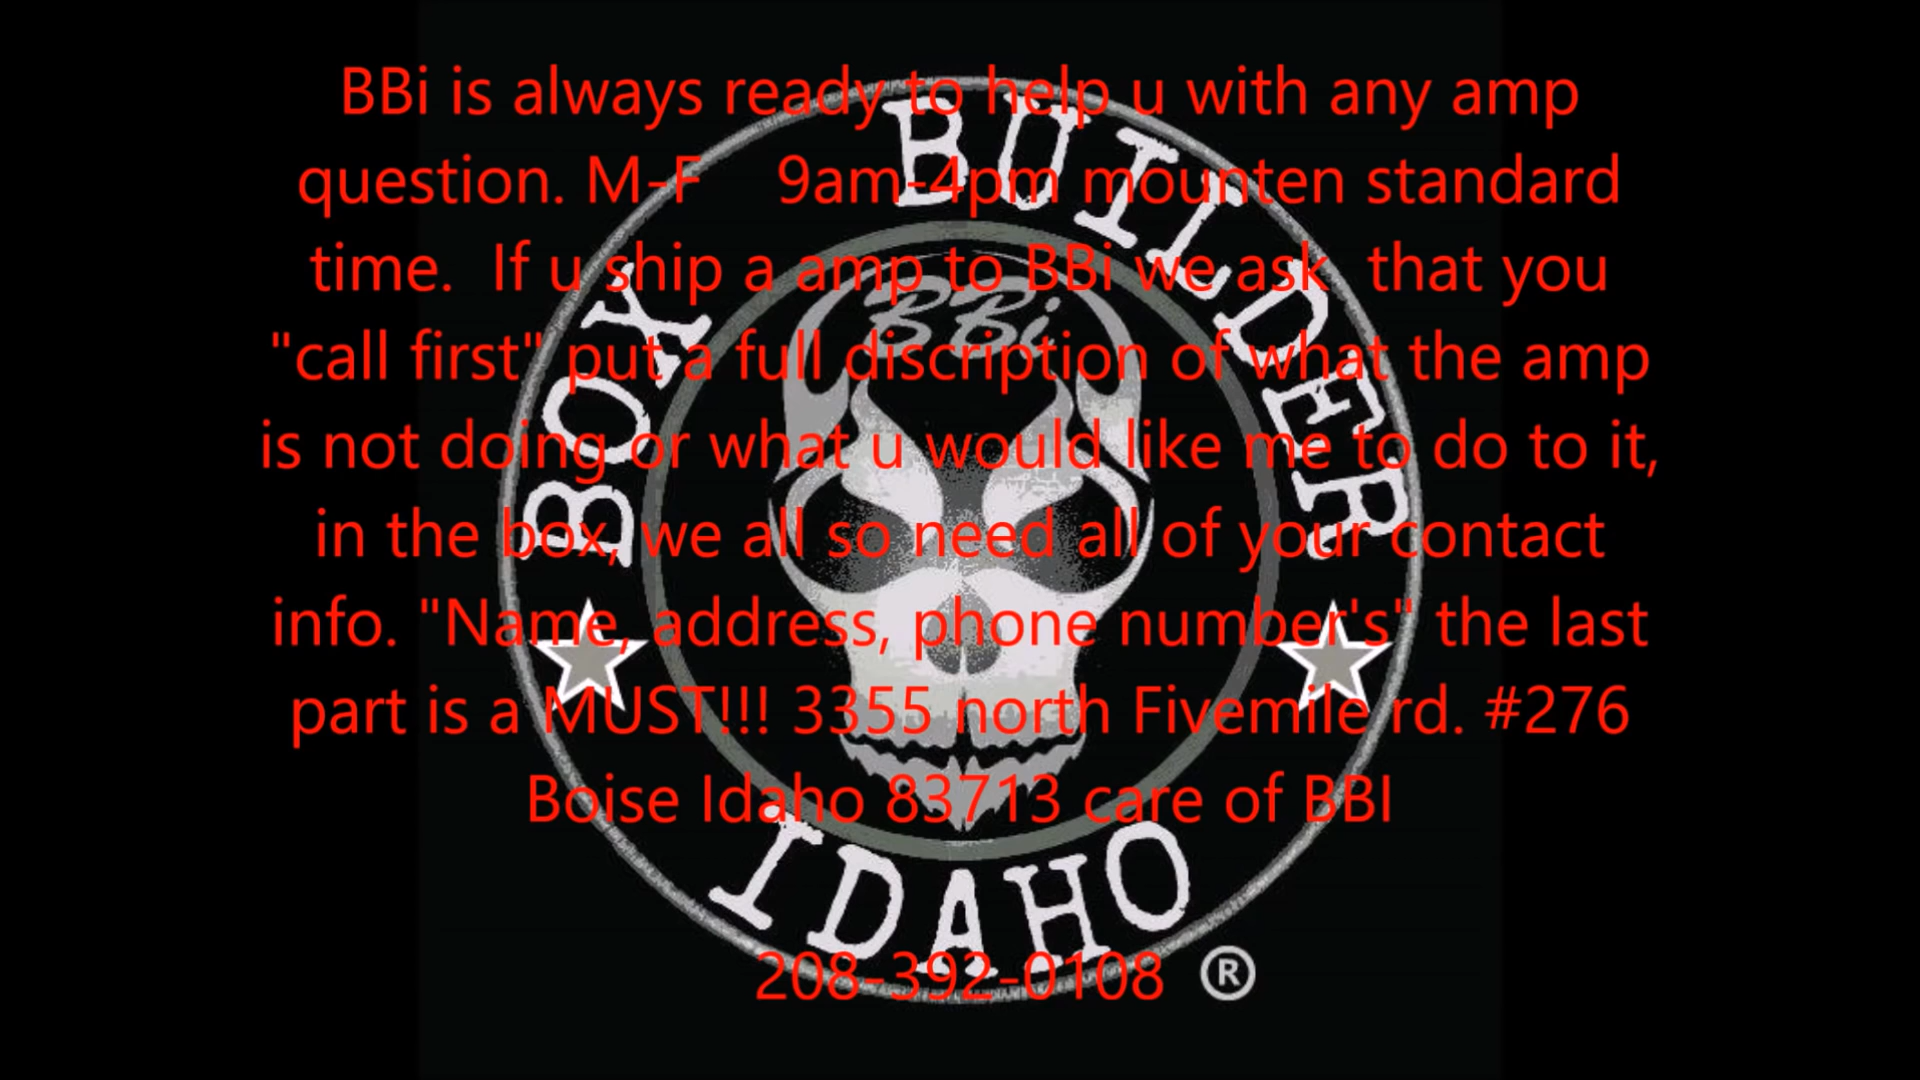 BBi is always ready to help u with any amp
question. M-F    9am-4pm mounten standard
time.  If u ship a amp to BBi we ask  that you
"call first" put a full discription of what the amp
is not doing or what u would like me to do to it,
in the box, we all so need all of your contact
info. "Name, address, phone number's"  the last
part is a MUST!!! 3355 north Fivemile rd. #276
Boise Idaho 83713 care of BBI
208-392-0108
BOX BUILDER
BBi
IDAHO
®